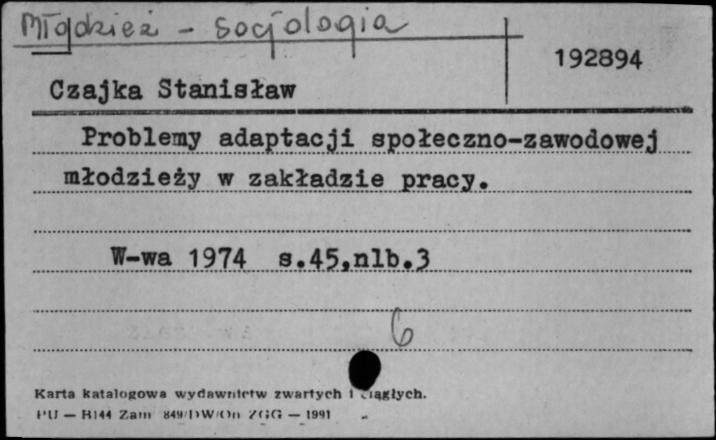 Młodzież - socjologia
192894
Czajka Stanisław
Problemy adaptacji społeczno-zawodowej
młodzieży w zakładzie pracy.
W-wa 1974 s.45,nlb.3
6
Karta katalogowa wydawnictw zwartych i ciągłych.
PU — B144 Zam 849/DW/On ZGG — 1991